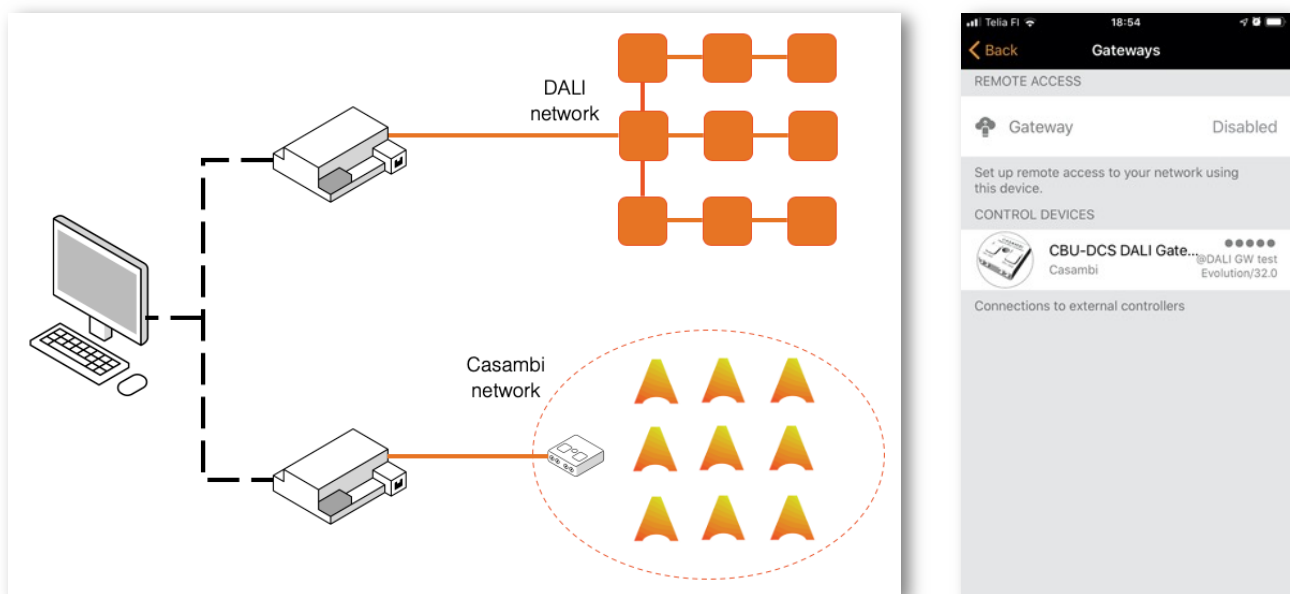 DALI
network
Casambi
network
Telia FI 18:54
Back Gateways
REMOTE ACCESS
Gateway Disabled
Set up remote access to your network using
this device.
CONTROL DEVICES
CBU-DCS DALI Gate...
@DALI GW test
Casambi
Evolution/32.0
Connections to external controllers